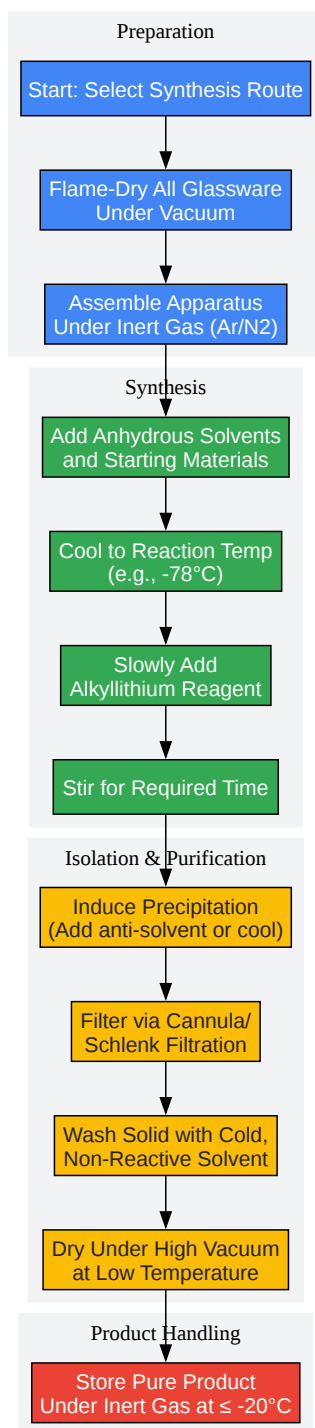 Preparation
Start: Select Synthesis Route
Flame-Dry All Glassware
Under Vacuum
Assemble Apparatus
Under Inert Gas (Ar/N2)
Synthesis
Add Anhydrous Solvents
and Starting Materials
Cool to Reaction Temp
(e.g., -78°C)
Slowly Add
Alkyllithium Reagent
Stir for Required Time
Isolation & Purification
Induce Precipitation
(Add anti-solvent or cool)
Filter via Cannula/
Schlenk Filtration
Wash Solid with Cold,
Non-Reactive Solvent
Dry Under High Vacuum
at Low Temperature
Product Handling
Store Pure Product
Under Inert Gas at ≤ -20°C